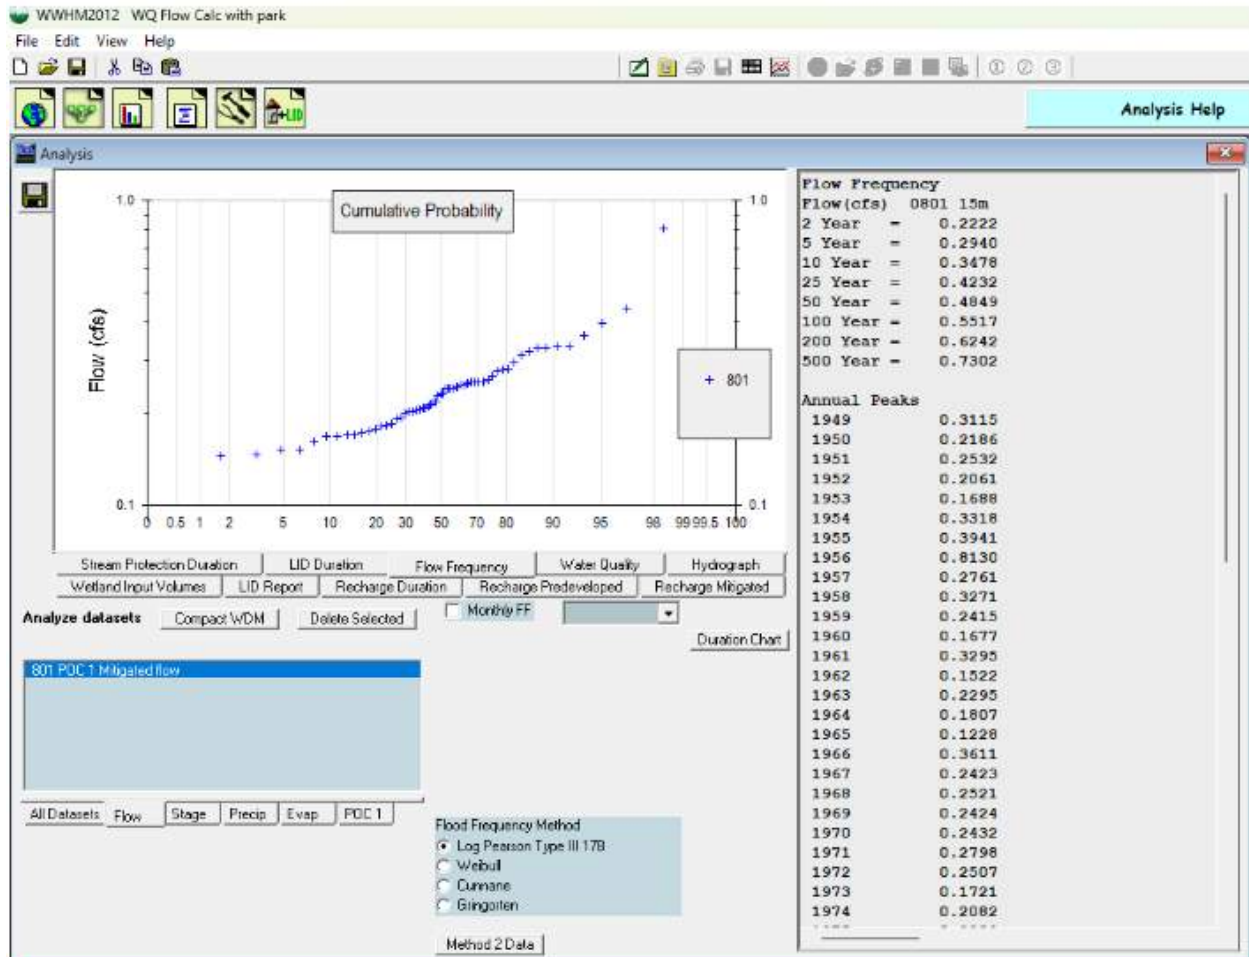 WWHM2012 WQ Flow Calc with park
File Edit View Help
Analysis Help
Analysis
Cumulative Probability
1.0
1.0
Flow (cfs)
801
0.1
0.1
0 0.5 1 2 5 10 20 30 50 70 80 90 95 98 99 99.5 100
Stream Protection Duration LID Duration Flow Frequency Water Quality Hydrograph
Wetland Input Volumes LID Report Recharge Duration Recharge Predeveloped Recharge Mitigated
Analyze datasets Compact WDM Delete Selected Monthly FF
Duration Chart
801 POC 1 Mitigated flow
All Datasets Flow Stage Precip Evap POC 1
Flood Frequency Method
Log Pearson Type III 17B
Weibull
Cunnane
Gringorten
Method 2 Data
Flow Frequency
Flow(cfs) 0801 15m
2 Year = 0.2222
5 Year = 0.2940
10 Year = 0.3478
25 Year = 0.4232
50 Year = 0.4849
100 Year = 0.5517
200 Year = 0.6242
500 Year = 0.7302
Annual Peaks
1949 0.3115
1950 0.2186
1951 0.2532
1952 0.2061
1953 0.1688
1954 0.3318
1955 0.3941
1956 0.8130
1957 0.2761
1958 0.3271
1959 0.2415
1960 0.1677
1961 0.3295
1962 0.1522
1963 0.2295
1964 0.1807
1965 0.1228
1966 0.3611
1967 0.2423
1968 0.2521
1969 0.2424
1970 0.2432
1971 0.2798
1972 0.2507
1973 0.1721
1974 0.2082